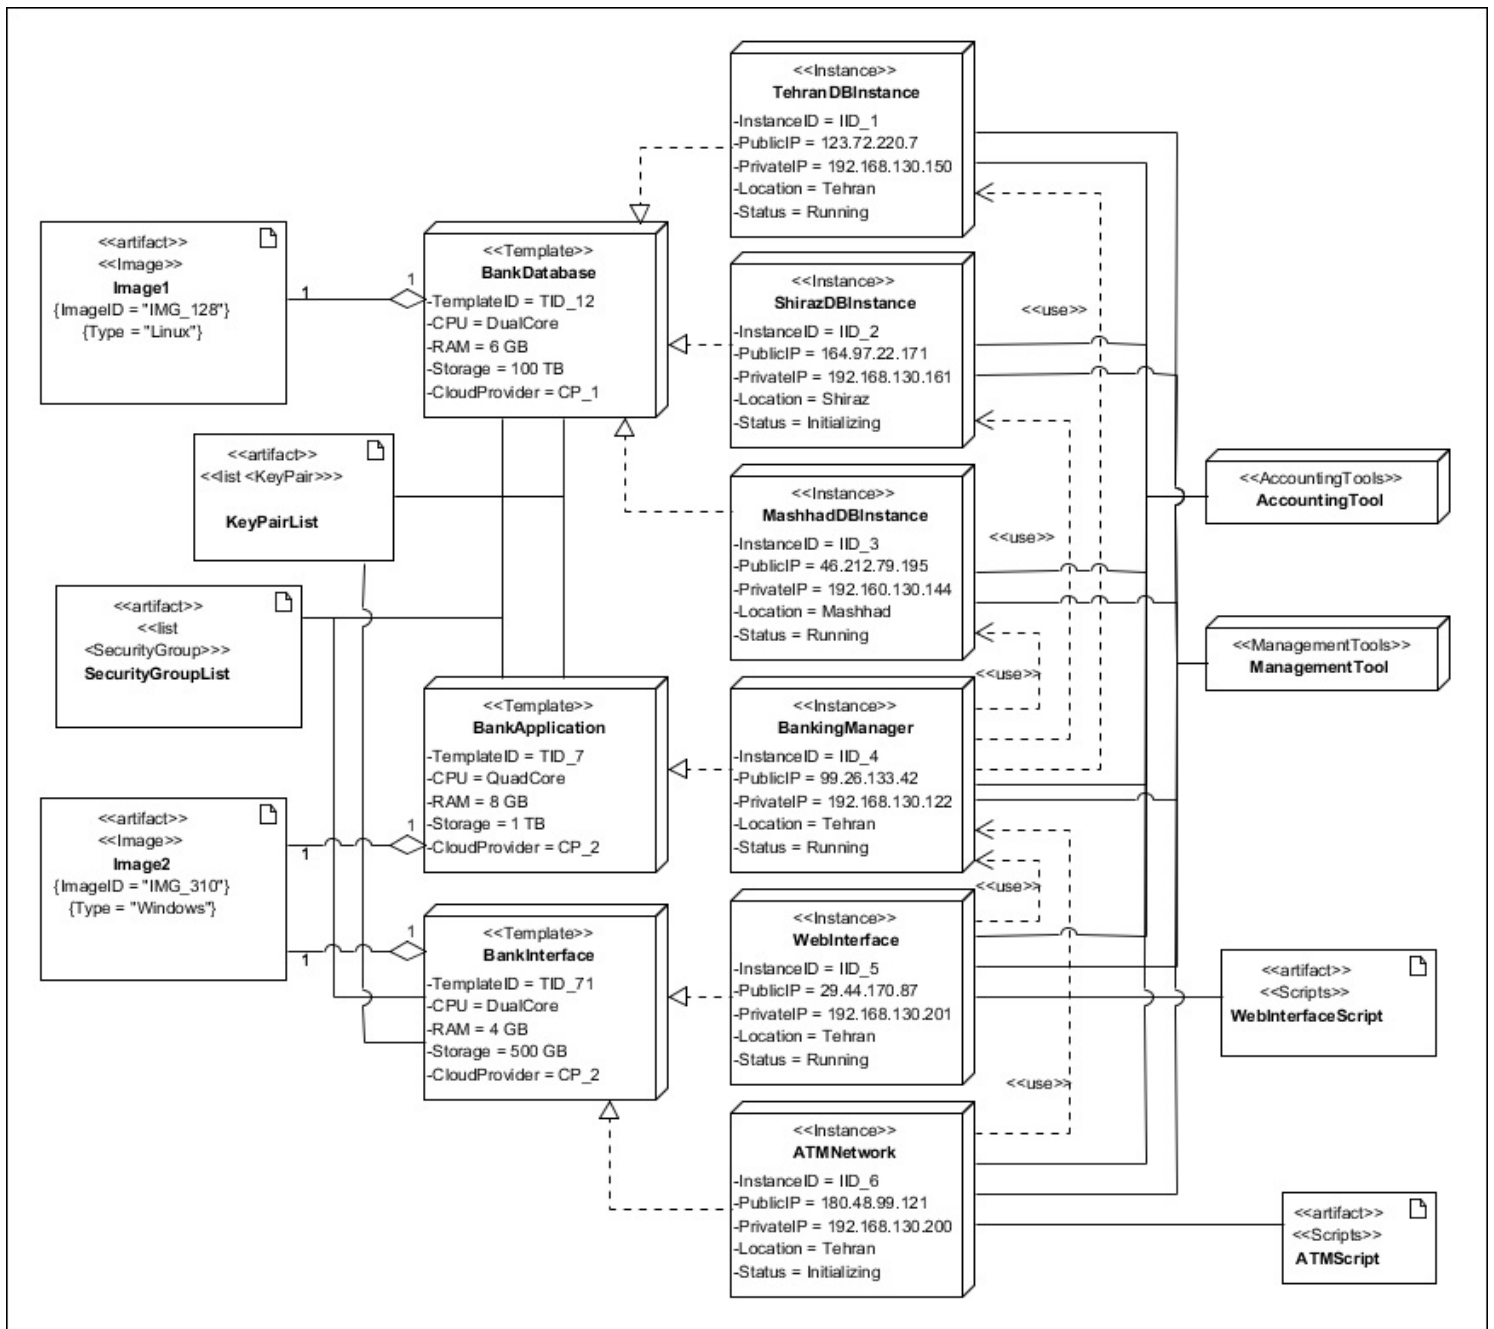 <<Instance>>
TehranDBInstance
-InstanceID = IID_1
-PublicIP = 123.72.220.7
-PrivateIP = 192.168.130.150
-Location = Tehran
-Status = Running
<<artifact>>
<<Image>>
Image1
{ImageID = "IMG_128"}
{Type = "Linux"}
1
1
<<Template>>
BankDatabase
-TemplateID = TID_12
-CPU = DualCore
-RAM = 6 GB
-Storage = 100 TB
-CloudProvider = CP_1
<<Instance>>
ShirazDBInstance
-InstanceID = IID_2
-PublicIP = 164.97.22.171
-PrivateIP = 192.168.130.161
-Location = Shiraz
-Status = Initializing
<<use>>
<<artifact>>
<<list <KeyPair>>>
KeyPairList
<<Instance>>
MashhadDBInstance
-InstanceID = IID_3
-PublicIP = 46.212.79.195
-PrivateIP = 192.160.130.144
-Location = Mashhad
-Status = Running
<<use>>
<<AccountingTools>>
AccountingTool
<<artifact>>
<<list
<SecurityGroup>>>
SecurityGroupList
<<use>>
<<ManagementTools>>
ManagementTool
<<Template>>
BankApplication
-TemplateID = TID_7
-CPU = QuadCore
-RAM = 8 GB
-Storage = 1 TB
-CloudProvider = CP_2
<<Instance>>
BankingManager
-InstanceID = IID_4
-PublicIP = 99.26.133.42
-PrivateIP = 192.168.130.122
-Location = Tehran
-Status = Running
<<artifact>>
<<Image>>
Image2
{ImageID = "IMG_310"}
{Type = "Windows"}
1
1
1
1
<<use>>
<<Template>>
BankInterface
-TemplateID = TID_71
-CPU = DualCore
-RAM = 4 GB
-Storage = 500 GB
-CloudProvider = CP_2
<<Instance>>
WebInterface
-InstanceID = IID_5
-PublicIP = 29.44.170.87
-PrivateIP = 192.168.130.201
-Location = Tehran
-Status = Running
<<artifact>>
<<Scripts>>
WebInterfaceScript
<<use>>
<<Instance>>
ATMNetwork
-InstanceID = IID_6
-PublicIP = 180.48.99.121
-PrivateIP = 192.168.130.200
-Location = Tehran
-Status = Initializing
<<artifact>>
<<Scripts>>
ATMScript